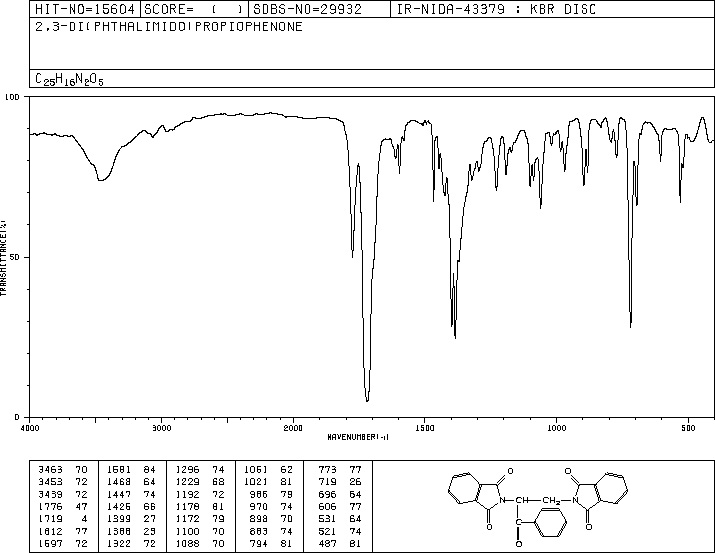 HIT-NO=15604 SCORE= ( ) SDBS-NO=29932 IR-NIDA-43379 : KBR DISC
2,3-DI(PHTHALIMIDO)PROPIOPHENONE
C25H16N2O5
100
50
0
TRANSMITTANCE(%)
4000 3000 2000 1500 1000 500
WAVENUMBER(-1)
3463 70 1581 84 1296 74 1061 62 773 77
3453 72 1468 64 1229 68 1021 81 719 26
3439 72 1447 74 1192 72 986 79 696 64
1776 47 1426 66 1178 81 970 74 606 77
1719 4 1399 27 1172 79 898 70 531 64
1612 77 1388 25 1100 70 883 74 521 74
1597 72 1322 72 1088 70 794 81 487 81
O O
N CH CH2 N
O C O
O